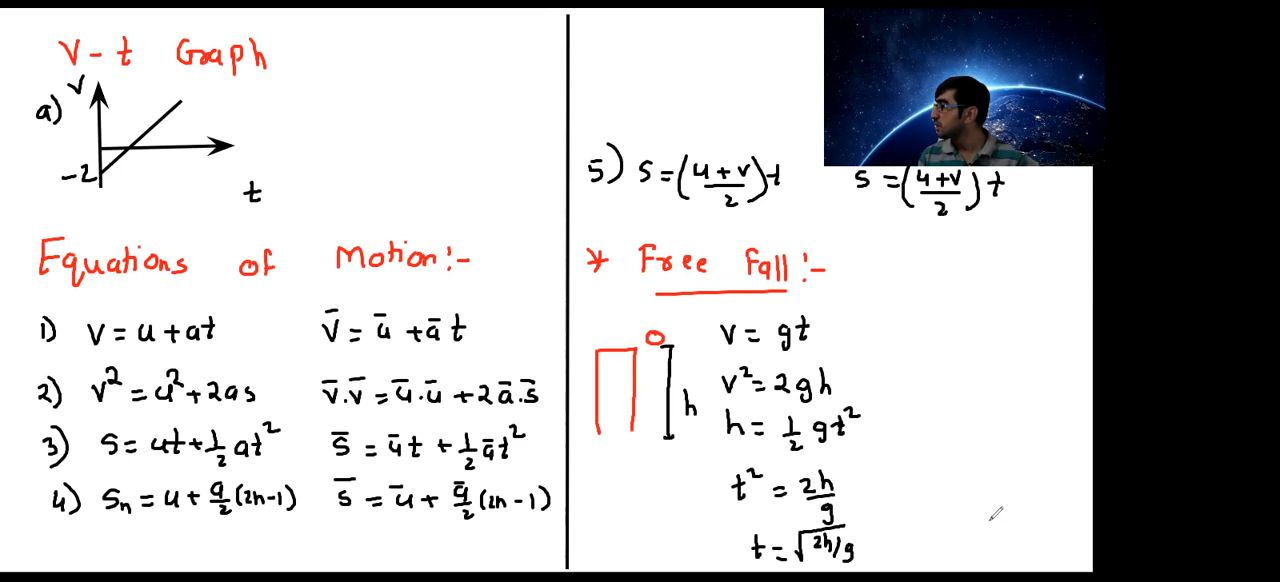 V-t Graph
a) V
-2
t
Equations of Motion:-
1) V = u + at    V̄ = ū + āt
2) V² = u² + 2as    V̄.V̄ = ū.ū + 2ā.s̄
3) S = ut + 1/2 at²    S̄ = ūt + 1/2 āt²
4) Sn = u + a/2 (2n-1)    S̄ = ū + ā/2 (2n-1)
5) S = (u+v/2)t    S = (u+v/2)t
* Free Fall:-
h
V = gt
V² = 2gh
h = 1/2 gt²
t² = 2h/g
t = √2h/g